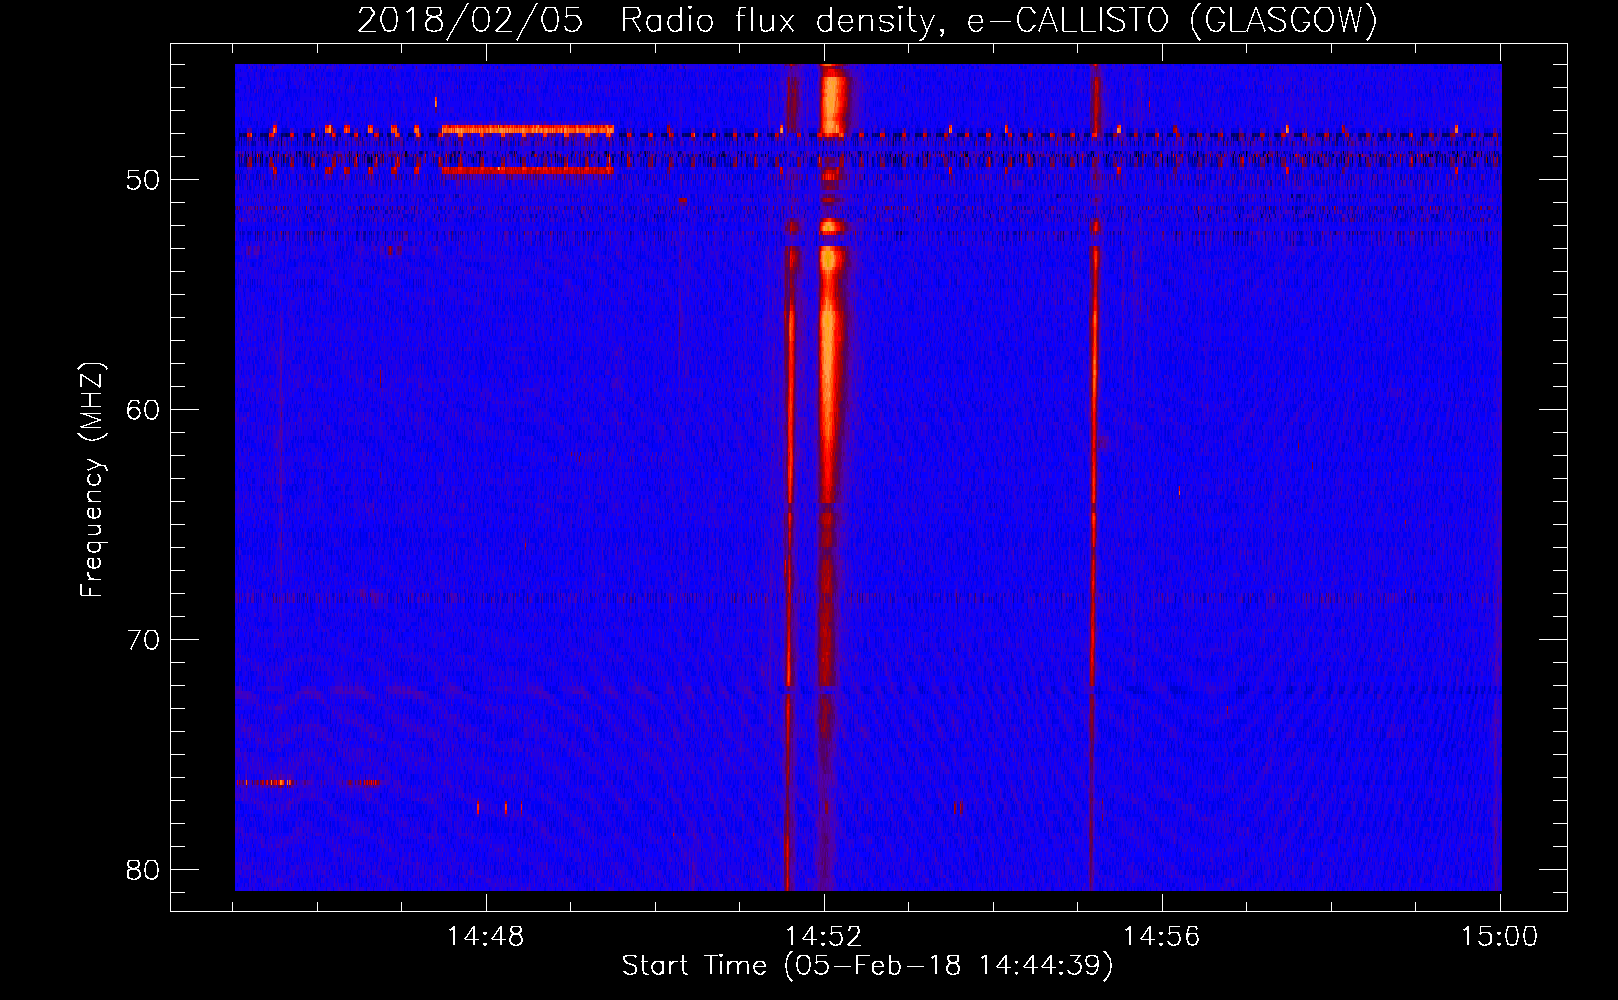 2018/02/05 Radio flux density, e-CALLISTO (GLASGOW)
Frequency (MHZ)
50
60
70
80
14:48 14:52 14:56 15:00
Start Time (05-Feb-18 14:44:39)